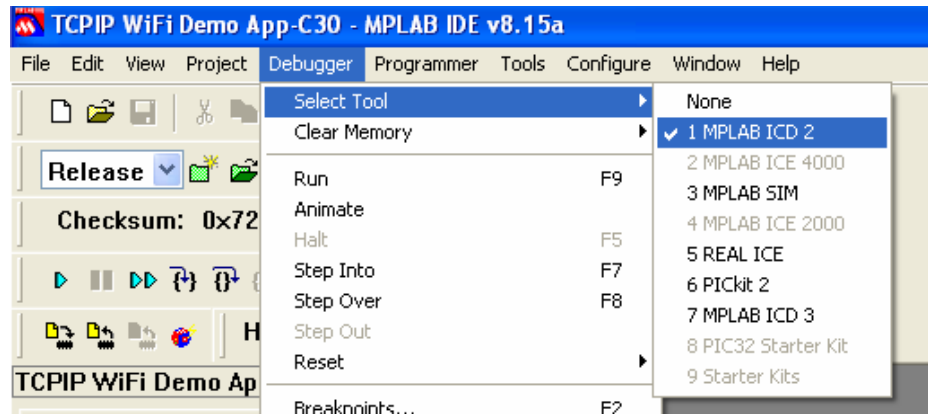 TCPIP WiFi Demo App-C30 - MPLAB IDE v8.15a
File Edit View Project Debugger Programmer Tools Configure Window Help
Select Tool
Clear Memory
Run F9
Animate
Halt F5
Step Into F7
Step Over F8
Step Out
Reset
Breakpoints... F2
None
1 MPLAB ICD 2
2 MPLAB ICE 4000
3 MPLAB SIM
4 MPLAB ICE 2000
5 REAL ICE
6 PICkit 2
7 MPLAB ICD 3
8 PIC32 Starter Kit
9 Starter Kits
Release
Checksum: 0x72
H
TCPIP WiFi Demo Ap